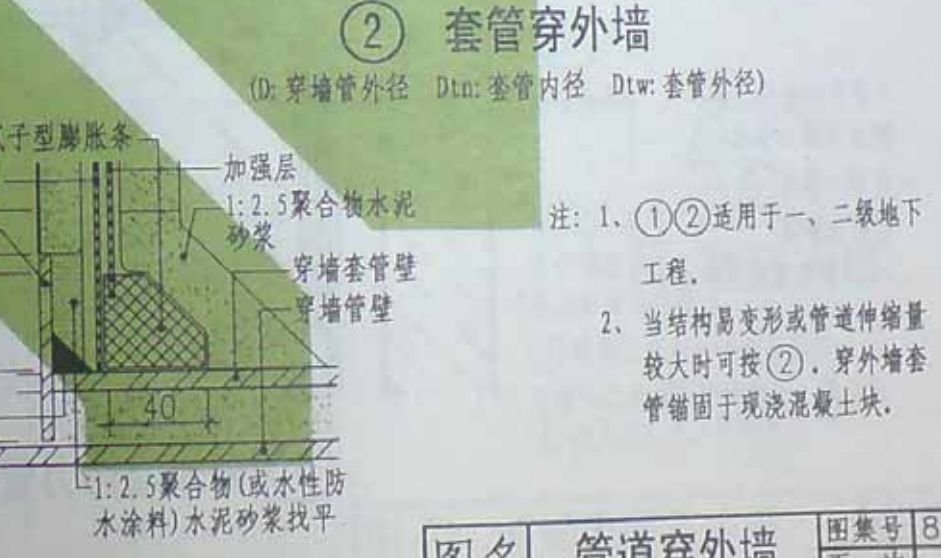 ② 套管穿外墙
(D: 穿墙管外径 Dtn: 套管内径 Dtw: 套管外径)
子型膨胀条
加强层
1:2.5聚合物水泥
砂浆
穿墙套管壁
穿墙管壁
40
1:2.5聚合物(或水性防
水涂料)水泥砂浆找平
注: 1、①②适用于一、二级地下
工程.
2、当结构易变形或管道伸缩量
较大时可按②. 穿外墙套
管锚固于现浇混凝土块.
图名 管道穿外墙 图集号 8